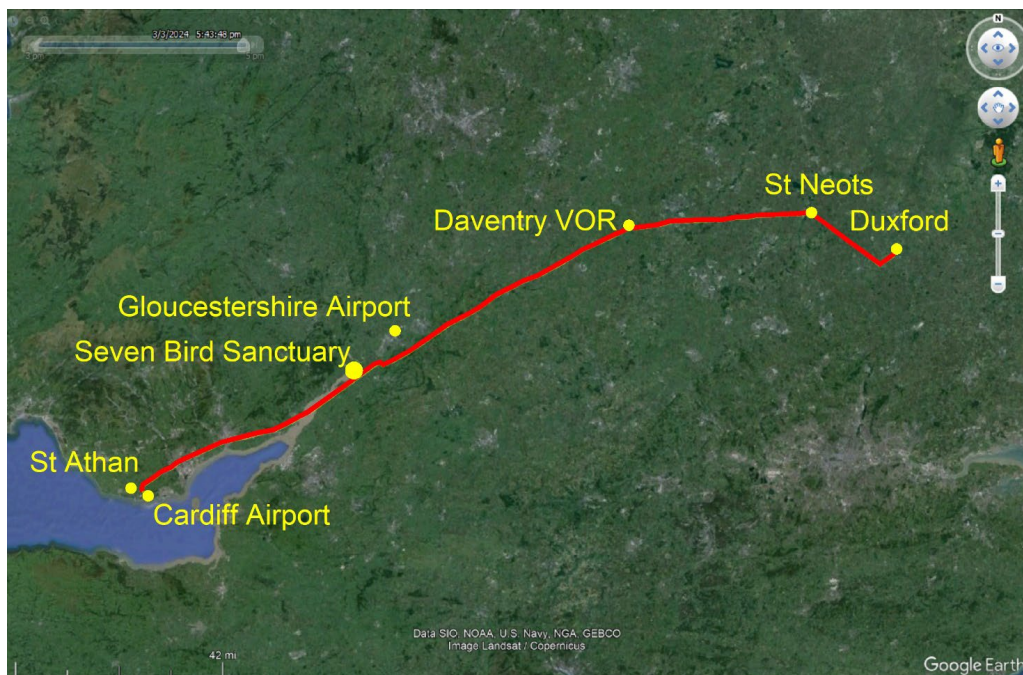 3/3/2024 5:43:48 pm
N
St Neots
Daventry VOR
Duxford
Gloucestershire Airport
Seven Bird Sanctuary
St Athan
Cardiff Airport
Data SIO, NOAA, U.S. Navy, NGA, GEBCO
Image Landsat / Copernicus
42 mi
Google Earth